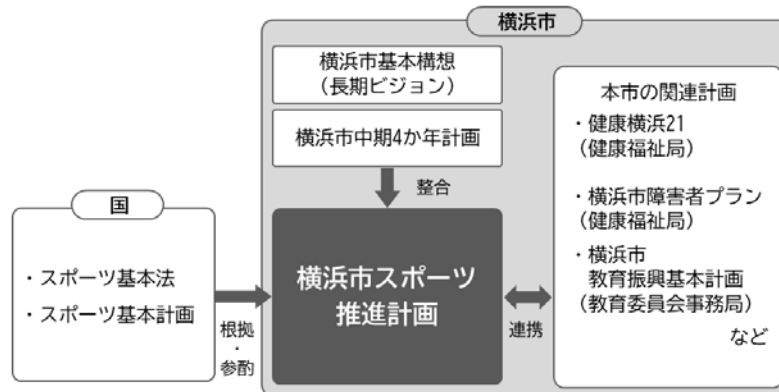 横浜市
横浜市基本構想
（長期ビジョン）
横浜市中期4か年計画
整合
国
・スポーツ基本法
・スポーツ基本計画
根拠
・
参酌
横浜市スポーツ
推進計画
連携
本市の関連計画
・健康横浜21
（健康福祉局）
・横浜市障害者プラン
（健康福祉局）
・横浜市
教育振興基本計画
（教育委員会事務局）
など